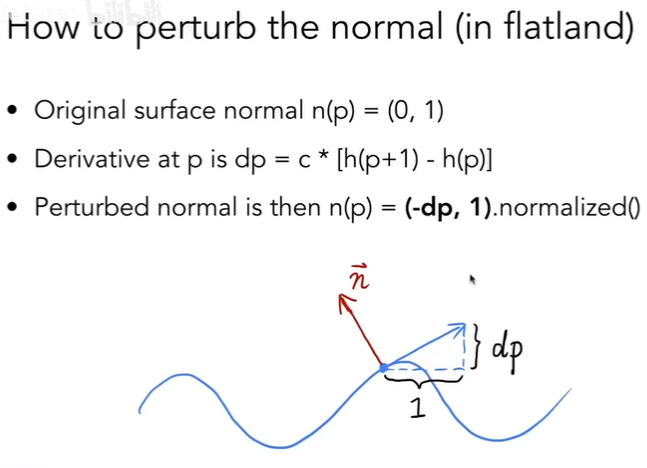 How to perturb the normal (in flatland)
• Original surface normal n(p) = (0, 1)
• Derivative at p is dp = c * [h(p+1) - h(p)]
• Perturbed normal is then n(p) = (-dp, 1).normalized()
n⃗
dp
1